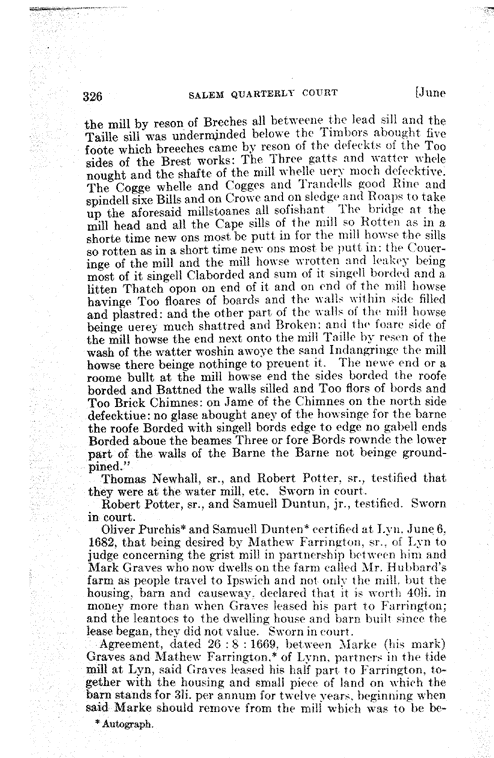 326 SALEM QUARTERLY COURT [June
the mill by reson of Breches all betweene the lead sill and the
Taille sill was undermjnded belowe the Timbors abought five
foote which breeches came by reson of the defeckts of the Too
sides of the Brest works: The Three gatts and watter whele
nought and the shafte of the mill whelle uery moch defecktive.
The Cogge whelle and Cogges and Trandells good Rine and
spindell sixe Bills and on Crowe and on sledge and Roaps to take
up the aforesaid millstoanes all sofishant The bridge at the
mill head and all the Cape sills of the mill so Rotten as in a
shorte time new ons most be putt in for the mill howse the sills
so rotten as in a short time new ons most be putt in: the Couer-
inge of the mill and the mill howse wrotten and leakey being
most of it singell Claborded and sum of it singell borded and a
litten Thatch opon on end of it and on end of the mill howse
havinge Too floares of boards and the walls within side filled
and plastred: and the other part of the walls of the mill howse
beinge uerey much shattred and Broken: and the foare side of
the mill howse the end next onto the mill Taille by resen of the
wash of the watter woshin awoye the sand Indangringe the mill
howse there beinge nothinge to preuent it. The newe end or a
roome bullt at the mill howse end the sides borded the roofe
borded and Battned the walls silled and Too flors of bords and
Too Brick Chimnes: on Jame of the Chimnes on the north side
defecktiue: no glase abought aney of the howsinge for the barne
the roofe Borded with singell bords edge to edge no gabell ends
Borded aboue the beames Three or fore Bords rownde the lower
part of the walls of the Barne the Barne not beinge ground-
pined."
Thomas Newhall, sr., and Robert Potter, sr., testified that
they were at the water mill, etc. Sworn in court.
Robert Potter, sr., and Samuell Duntun, jr., testified. Sworn
in court.
Oliver Purchis* and Samuell Dunten* certified at Lyn, June 6,
1682, that being desired by Mathew Farrington, sr., of Lyn to
judge concerning the grist mill in partnership between him and
Mark Graves who now dwells on the farm called Mr. Hubbard's
farm as people travel to Ipswich and not only the mill, but the
housing, barn and causeway, declared that it is worth 40li. in
money more than when Graves leased his part to Farrington;
and the leantoes to the dwelling house and barn built since the
lease began, they did not value. Sworn in court.
Agreement, dated 26 : 8 : 1669, between Marke (his mark)
Graves and Mathew Farrington,* of Lynn, partners in the tide
mill at Lyn, said Graves leased his half part to Farrington, to-
gether with the housing and small piece of land on which the
barn stands for 3li. per annum for twelve years, beginning when
said Marke should remove from the mill which was to be be-
* Autograph.